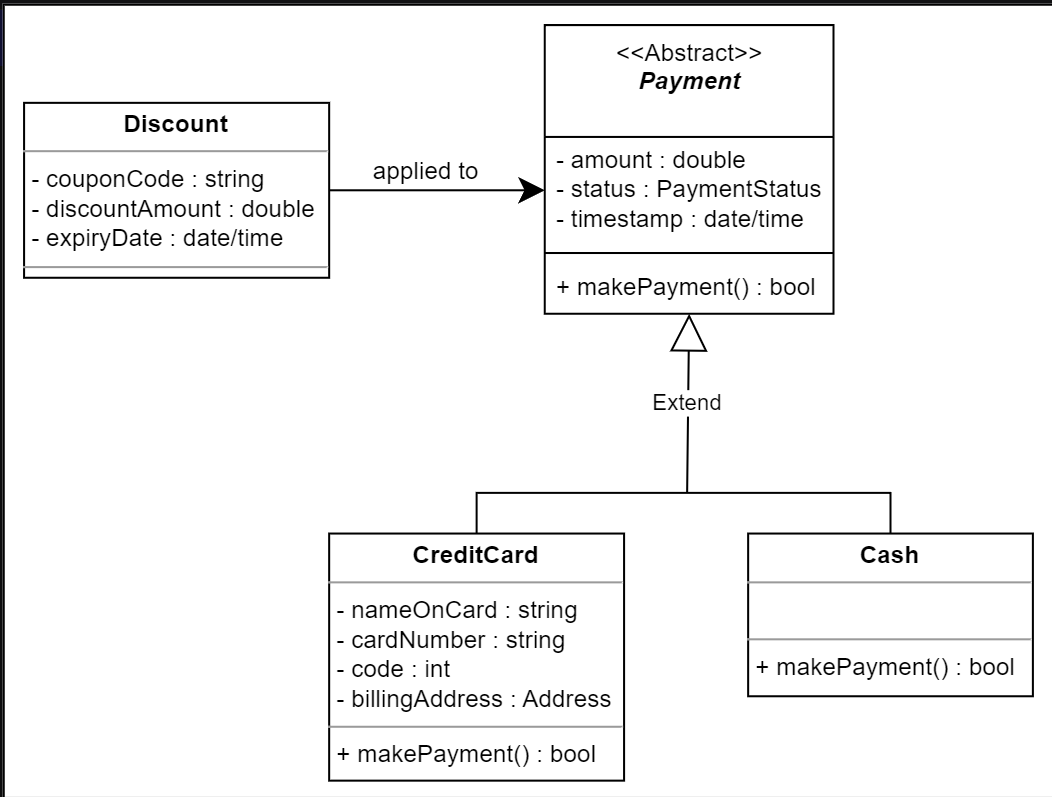 <<Abstract>>
Payment
- amount : double
- status : PaymentStatus
- timestamp : date/time
+ makePayment() : bool
Discount
- couponCode : string
- discountAmount : double
- expiryDate : date/time
applied to
Extend
CreditCard
- nameOnCard : string
- cardNumber : string
- code : int
- billingAddress : Address
+ makePayment() : bool
Cash
+ makePayment() : bool